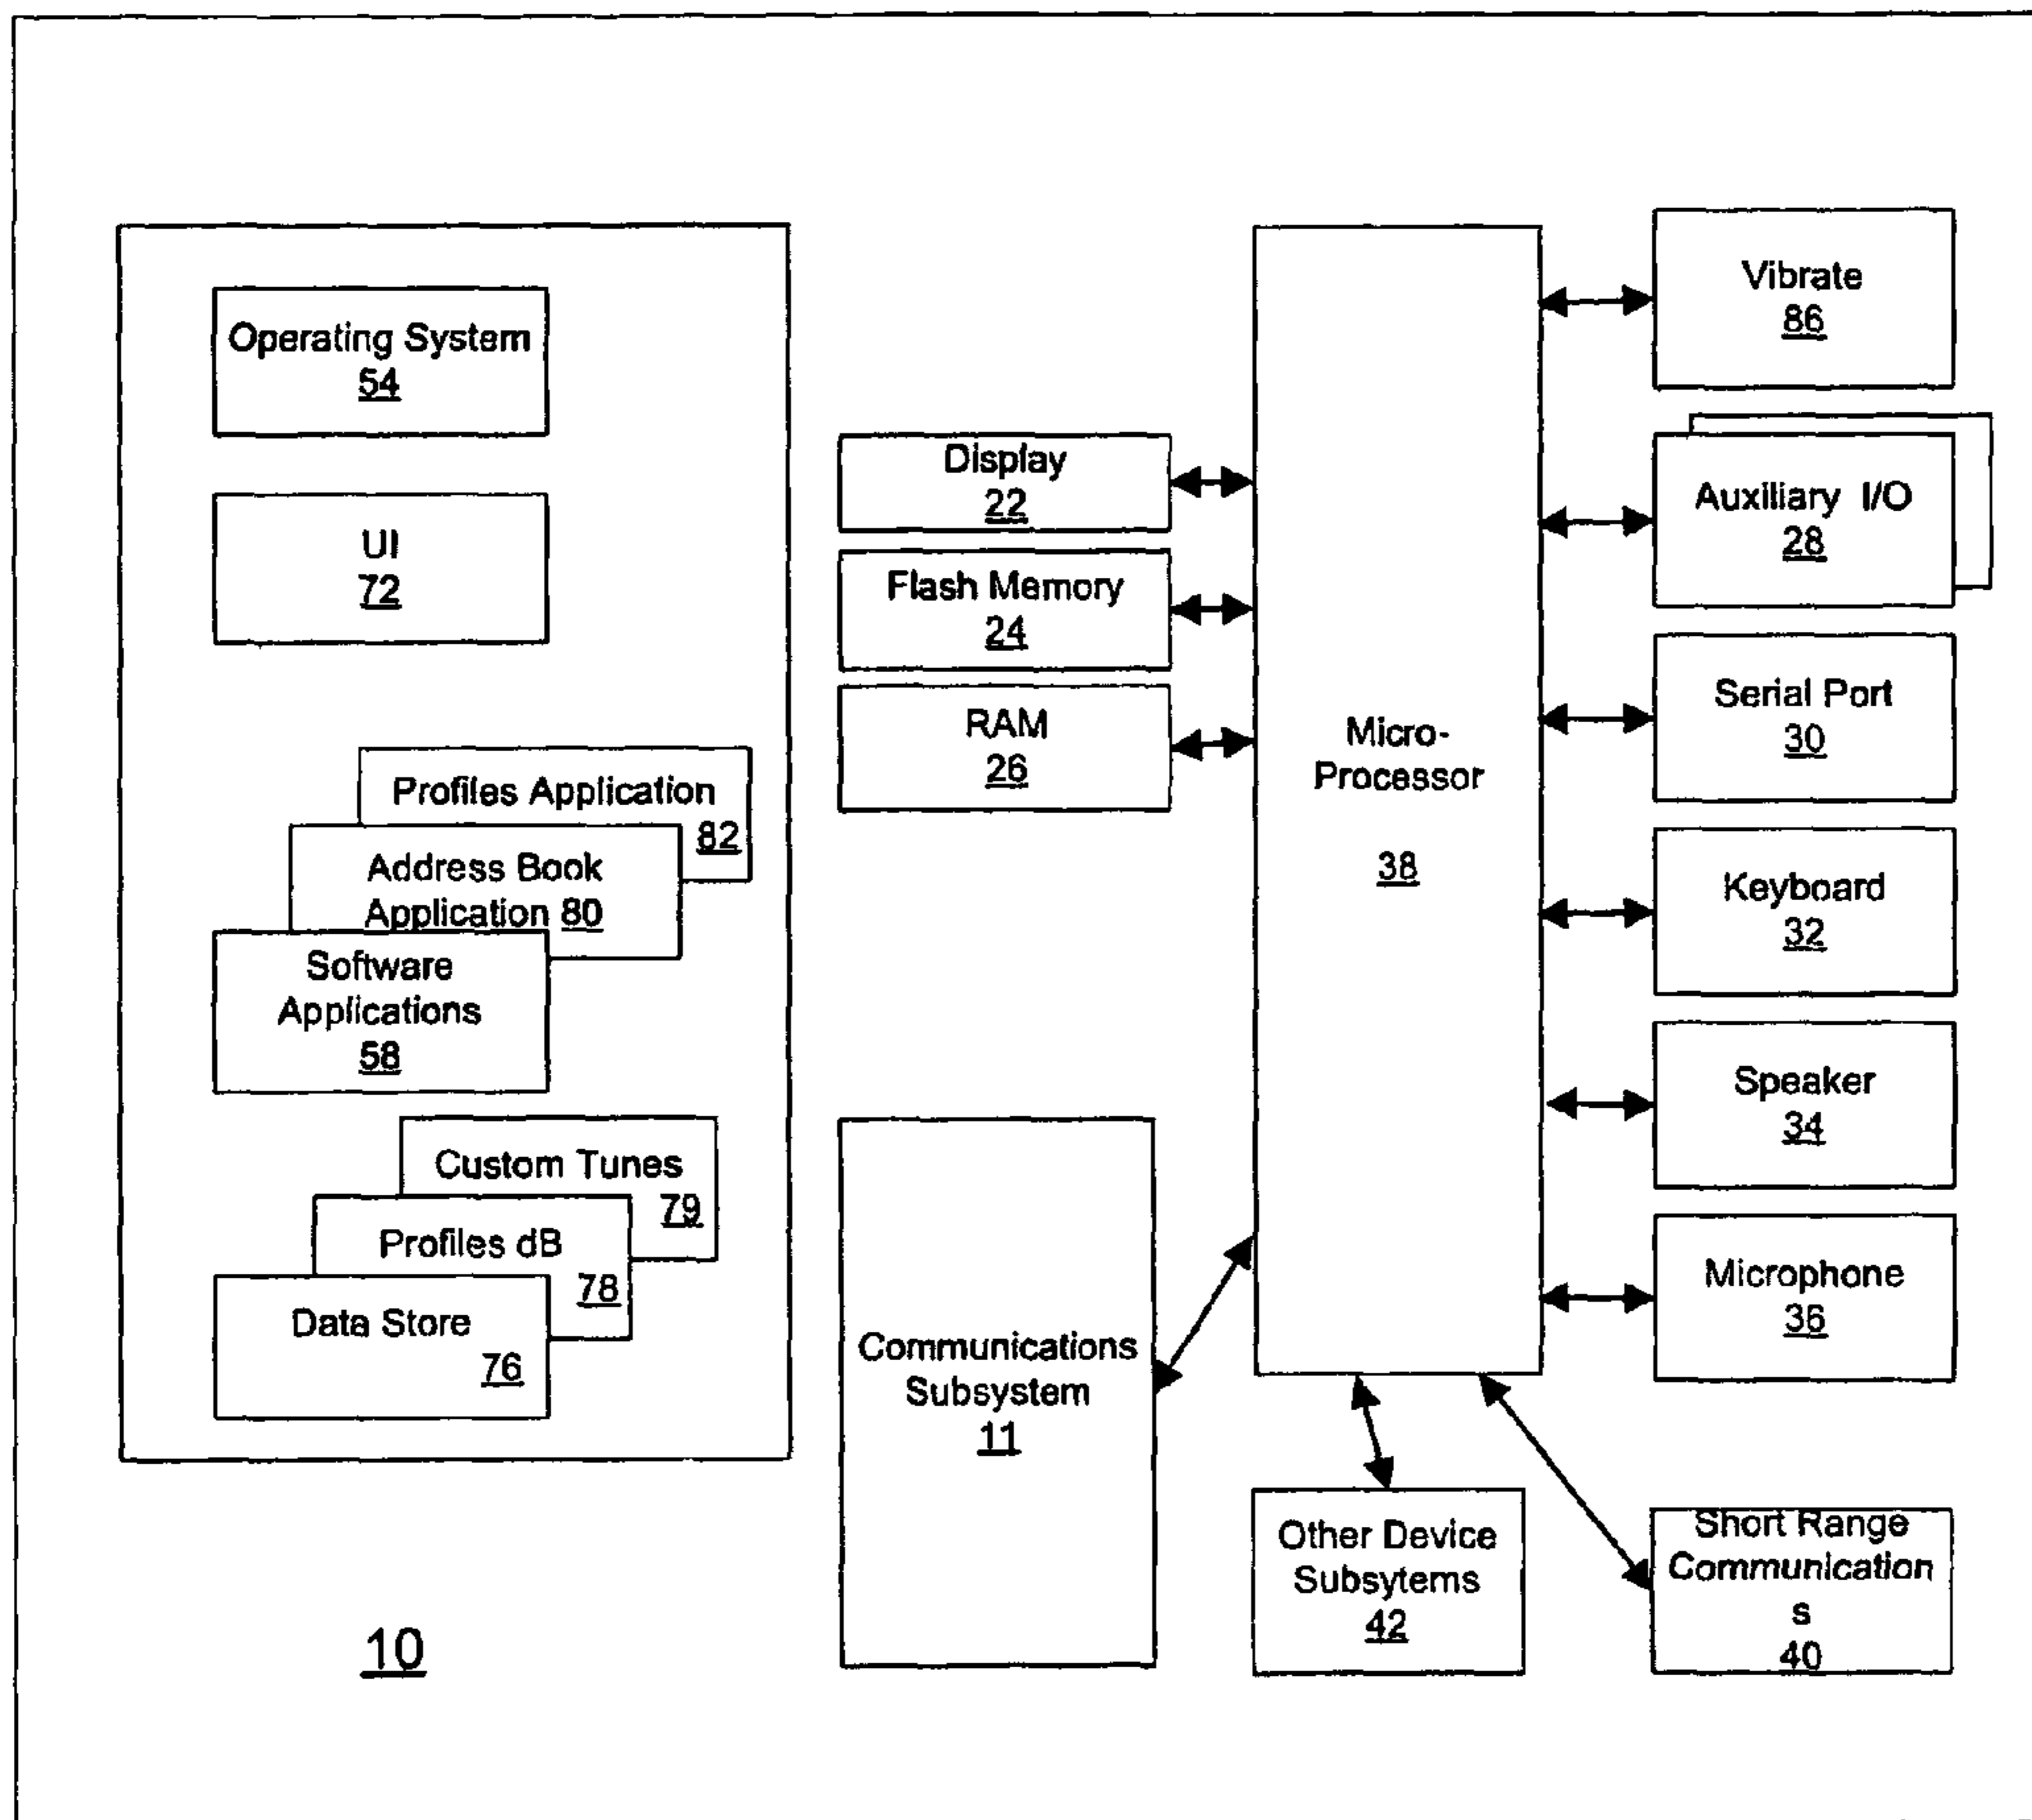 Operating System
54
UI
72
Profiles Application
82
Address Book
Application 80
Software
Applications
58
Custom Tunes
79
Profiles dB
78
Data Store
76
10
Display
22
Flash Memory
24
RAM
26
Communications
Subsystem
11
Micro-
Processor
38
Vibrate
86
Auxiliary I/O
28
Serial Port
30
Keyboard
32
Speaker
34
Microphone
36
Other Device
Subsytems
42
Short Range
Communication
s
40